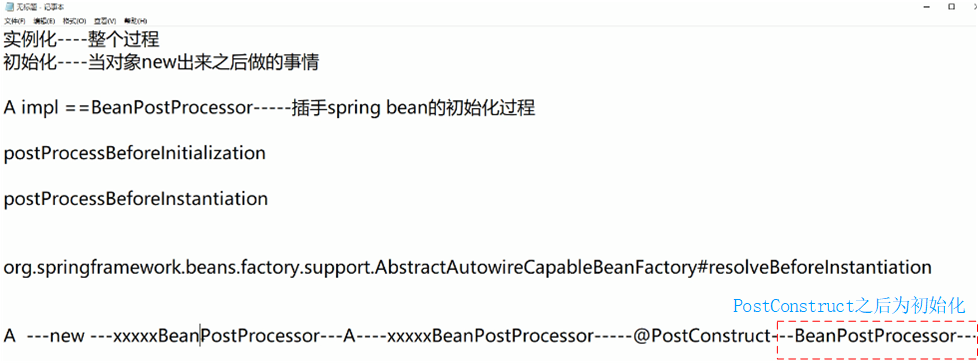 无标题 - 记事本
文件(F) 编辑(E) 格式(O) 查看(V) 帮助(H)
实例化----整个过程
初始化----当对象new出来之后做的事情
A impl ==BeanPostProcessor-----插手spring bean的初始化过程
postProcessBeforeInitialization
postProcessBeforeInstantiation
org.springframework.beans.factory.support.AbstractAutowireCapableBeanFactory#resolveBeforeInstantiation
PostConstruct之后为初始化
A ---new ---xxxxxBeanPostProcessor---A----xxxxxBeanPostProcessor-----@PostConstruct---BeanPostProcessor--